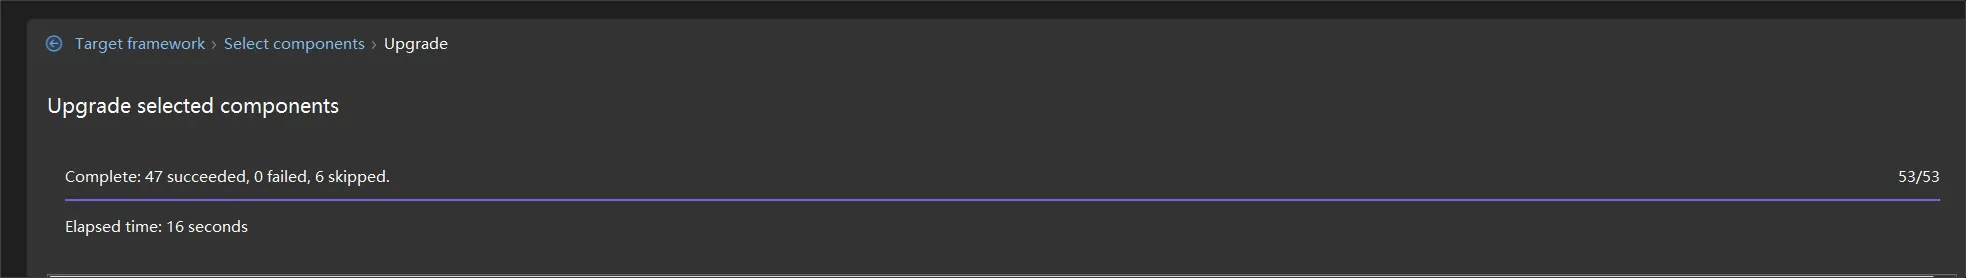 Target framework › Select components › Upgrade
Upgrade selected components
Complete: 47 succeeded, 0 failed, 6 skipped. 53/53
Elapsed time: 16 seconds